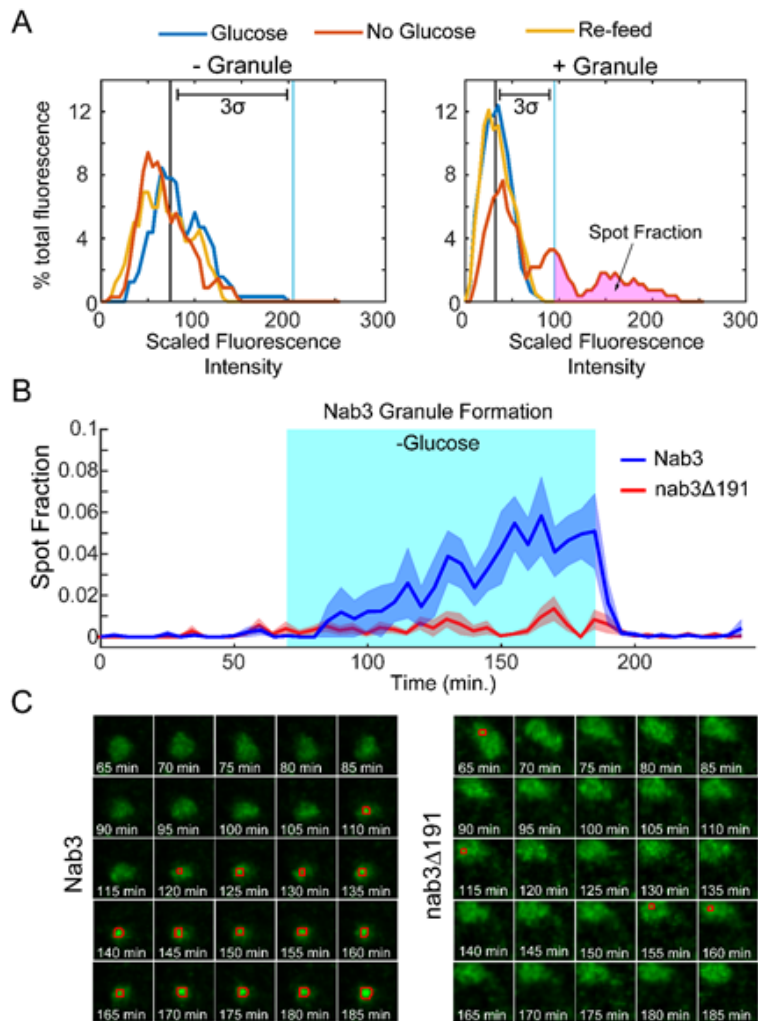 A
Glucose No Glucose Re-feed
- Granule + Granule
12 12
3σ 3σ
8 8
% total fluorescence
Spot Fraction
4 4
0 0
0 100 200 300 0 100 200 300
Scaled Fluorescence Scaled Fluorescence
Intensity Intensity
B
Nab3 Granule Formation
0.1
-Glucose
Nab3
0.08
nab3Δ191
0.06
Spot Fraction
0.04
0.02
0
0 50 100 150 200
Time (min.)
C
65 min 70 min 75 min 80 min 85 min 65 min 70 min 75 min 80 min 85 min
90 min 95 min 100 min 105 min 110 min 90 min 95 min 100 min 105 min 110 min
Nab3 nab3Δ191
115 min 120 min 125 min 130 min 135 min 115 min 120 min 125 min 130 min 135 min
140 min 145 min 150 min 155 min 160 min 140 min 145 min 150 min 155 min 160 min
165 min 170 min 175 min 180 min 185 min 165 min 170 min 175 min 180 min 185 min